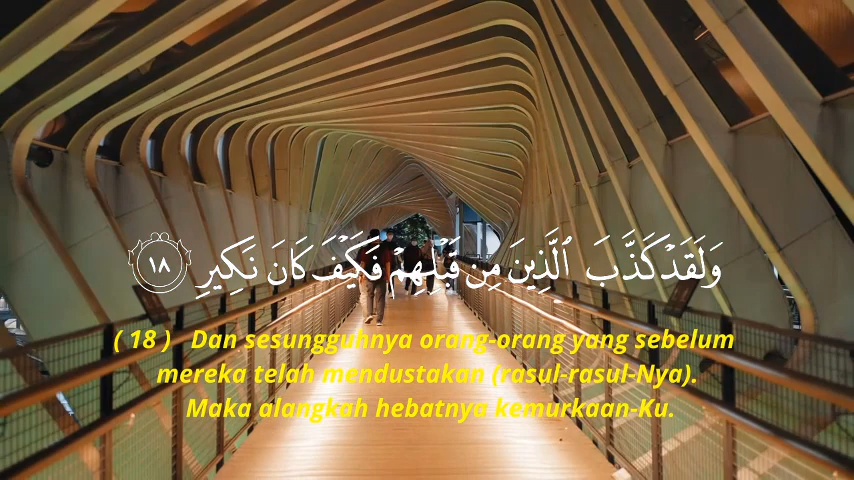 وَلَقَدْ كَذَّبَ ٱلَّذِينَ مِن قَبْلِهِمْ فَكَيْفَ كَانَ نَكِيرِ ١٨
( 18 ) Dan sesungguhnya orang-orang yang sebelum
mereka telah mendustakan (rasul-rasul-Nya).
Maka alangkah hebatnya kemurkaan-Ku.